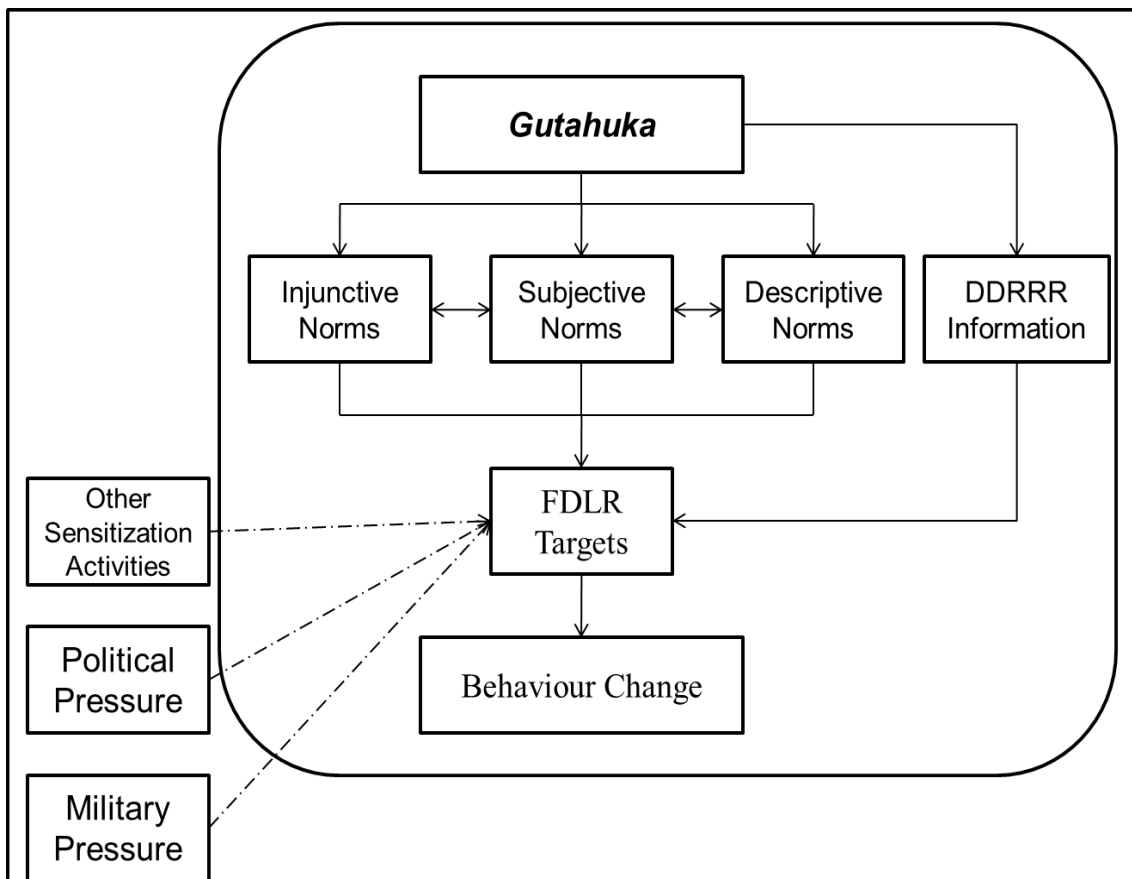 Gutahuka
Injunctive
Norms
Subjective
Norms
Descriptive
Norms
DDRRR
Information
Other
Sensitization
Activities
FDLR
Targets
Political
Pressure
Behaviour Change
Military
Pressure